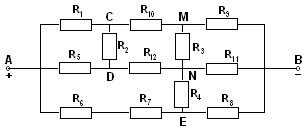 R1 C R10 M R9
R2 R3
A R5 D R12 N R11 B
+ −
R6 R7 R4 R8
E